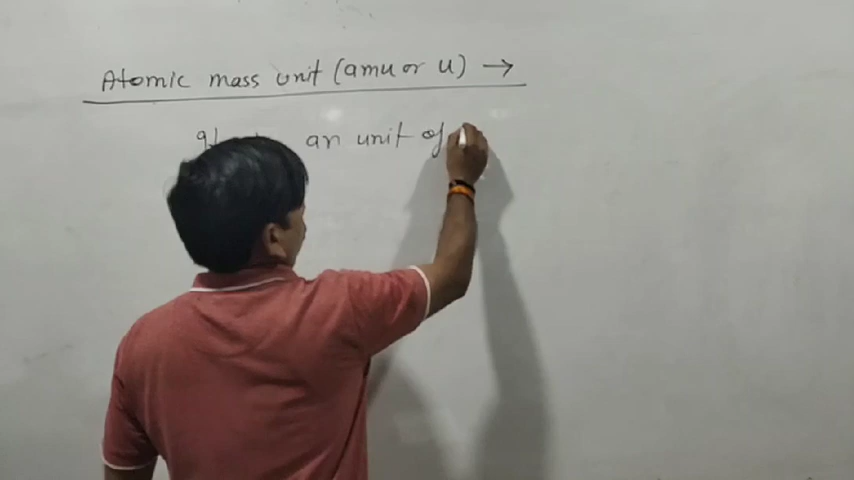 Atomic mass unit (amu or u) →
an unit of